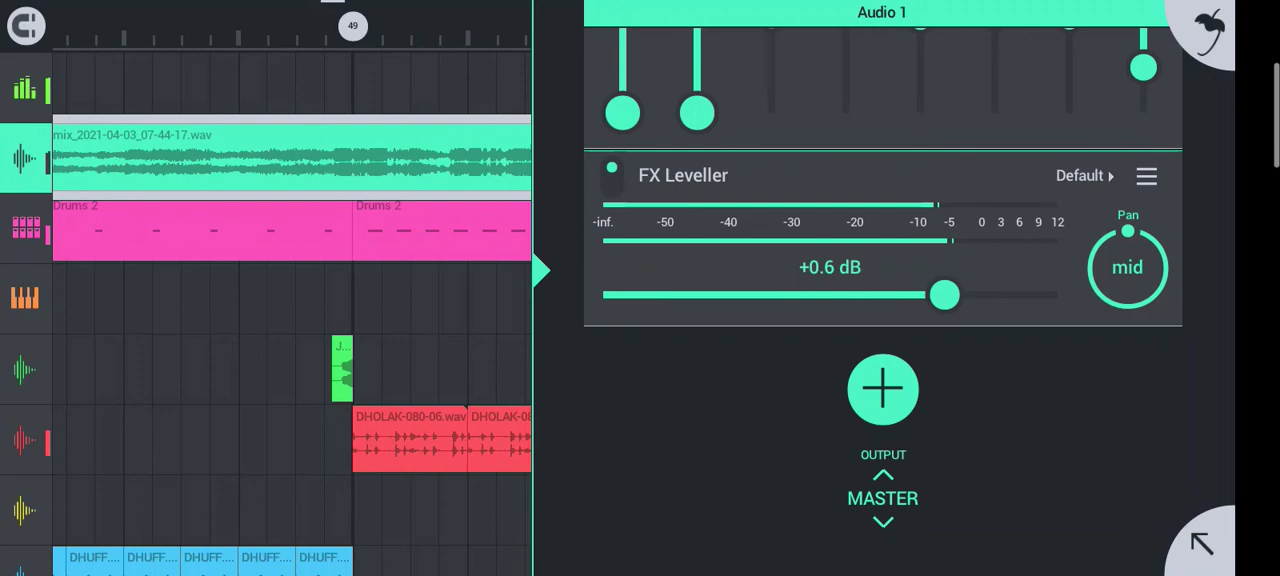 Audio 1
49
mix_2021-04-03_07-44-17.wav
Drums 2
Drums 2
J...
DHOLAK-080-06.wav
DHOLAK-08
DHUFF....
DHUFF....
DHUFF....
DHUFF....
DHUFF....
FX Leveller
Default
-inf. -50 -40 -30 -20 -10 -5 0 3 6 9 12
Pan
+0.6 dB
mid
OUTPUT
MASTER